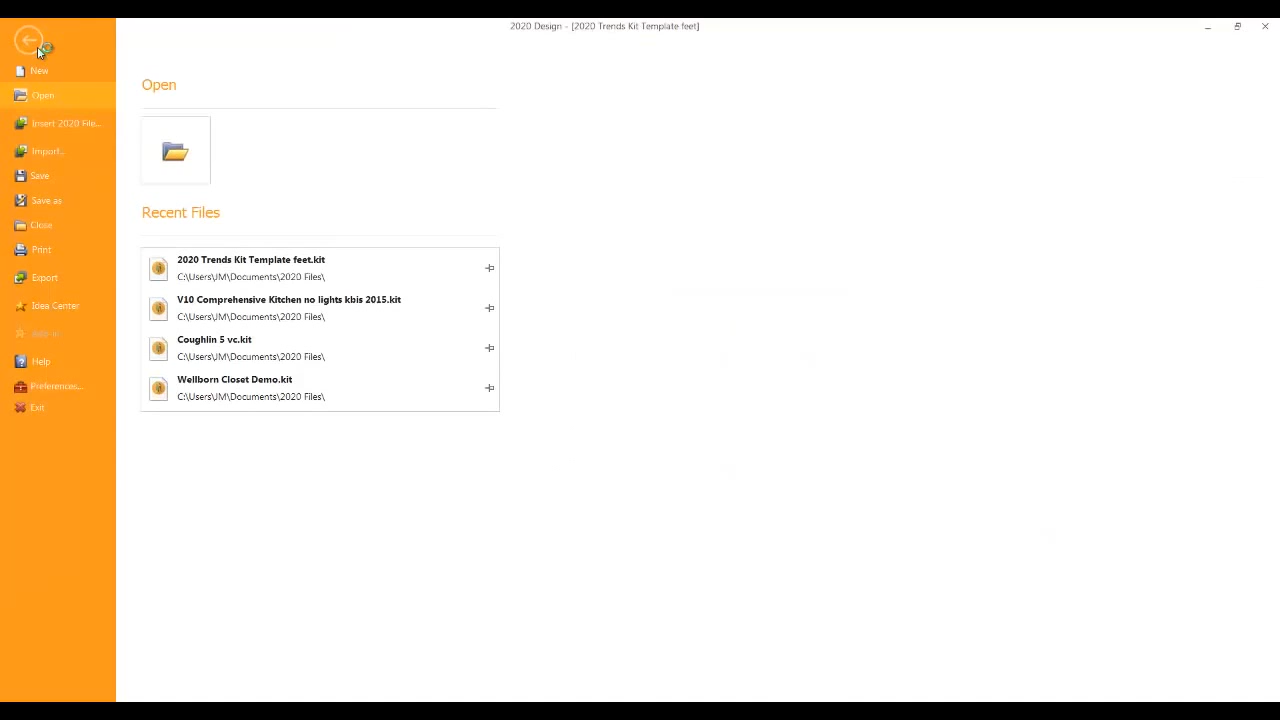 2020 Design - [2020 Trends Kit Template feet]
New
Open
Insert 2020 File...
Import...
Save
Save as
Close
Print
Export
Idea Center
Add-in
Help
Preferences...
Exit
Open
Recent Files
2020 Trends Kit Template feet.kit
C:\Users\JM\Documents\2020 Files\
V10 Comprehensive Kitchen no lights kbis 2015.kit
C:\Users\JM\Documents\2020 Files\
Coughlin 5 vc.kit
C:\Users\JM\Documents\2020 Files\
Wellborn Closet Demo.kit
C:\Users\JM\Documents\2020 Files\